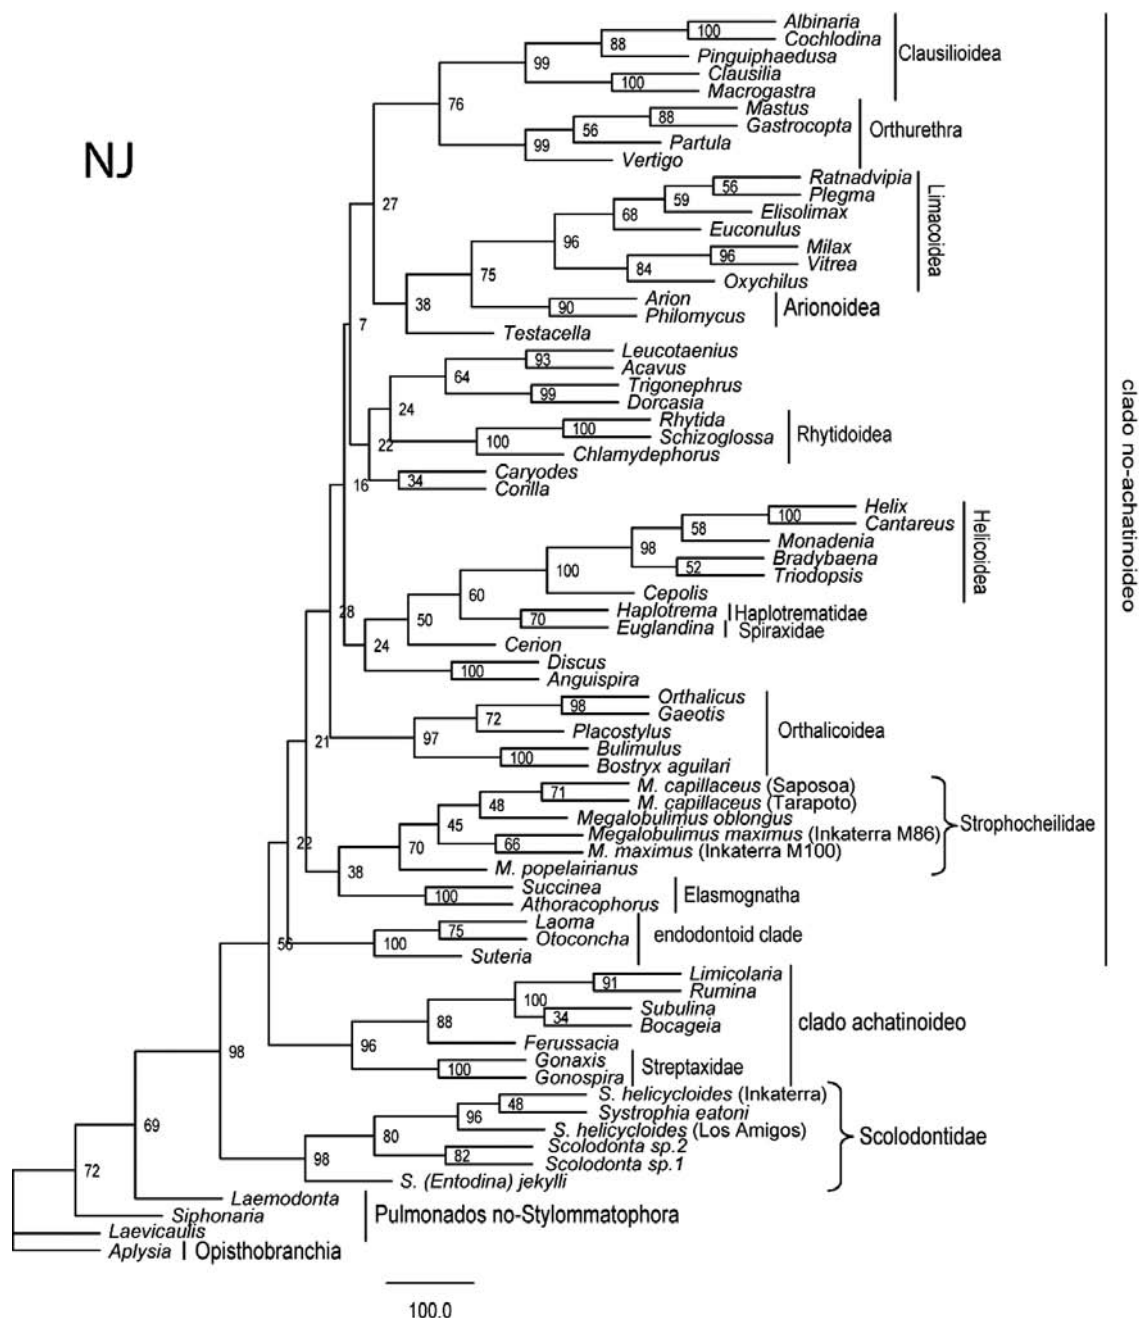 NJ
Albinaria
100
Cochlodina
88
Pinguiphaedusa
99
Clausilia
100
Macrogastra
Clausilioidea
76
Mastus
88
Gastrocopta
56
Partula
99
Vertigo
Orthurethra
27
Ratnadvipia
56
Plegma
59
Elisolimax
68
Euconulus
96
Milax
96
Vitrea
84
Oxychilus
Limacoidea
75
Arion
90
Philomycus
Arionoidea
38
Testacella
7
Leucotaenius
93
Acavus
64
Trigonephrus
99
Dorcasia
24
Rhytida
100
Schizoglossa
100
Chlamydephorus
Rhytidoidea
22
Caryodes
34
Corilla
16
Helix
100
Cantareus
58
Monadenia
98
Bradybaena
52
Triodopsis
100
Cepolis
Helicoidea
60
Haplotrema
70
Euglandina
Haplotrematidae
Spiraxidae
50
Cerion
28
24
Discus
100
Anguispira
Orthalicus
98
Gaeotis
72
Placostylus
97
Bulimulus
100
Bostryx aguilari
Orthalicoidea
21
M. capillaceus (Saposoa)
71
M. capillaceus (Tarapoto)
48
Megalobulimus oblongus
45
Megalobulimus maximus (Inkaterra M86)
66
M. maximus (Inkaterra M100)
70
M. popelairianus
Strophocheilidae
22
38
Succinea
100
Athoracophorus
Elasmognatha
Laoma
75
Otoconcha
100
Suteria
endodontoid clade
clado no-achatinoideo
56
Limicolaria
91
Rumina
100
Subulina
34
Bocageia
88
Ferussacia
96
Gonaxis
100
Gonospira
Streptaxidae
clado achatinoideo
98
S. helicycloides (Inkaterra)
48
Systrophia eatoni
96
S. helicycloides (Los Amigos)
80
Scolodonta sp.2
82
Scolodonta sp.1
98
S. (Entodina) jekylli
Scolodontidae
69
72
Laemodonta
Siphonaria
Laevicaulis
Pulmonados no-Stylommatophora
Aplysia
Opisthobranchia
100.0